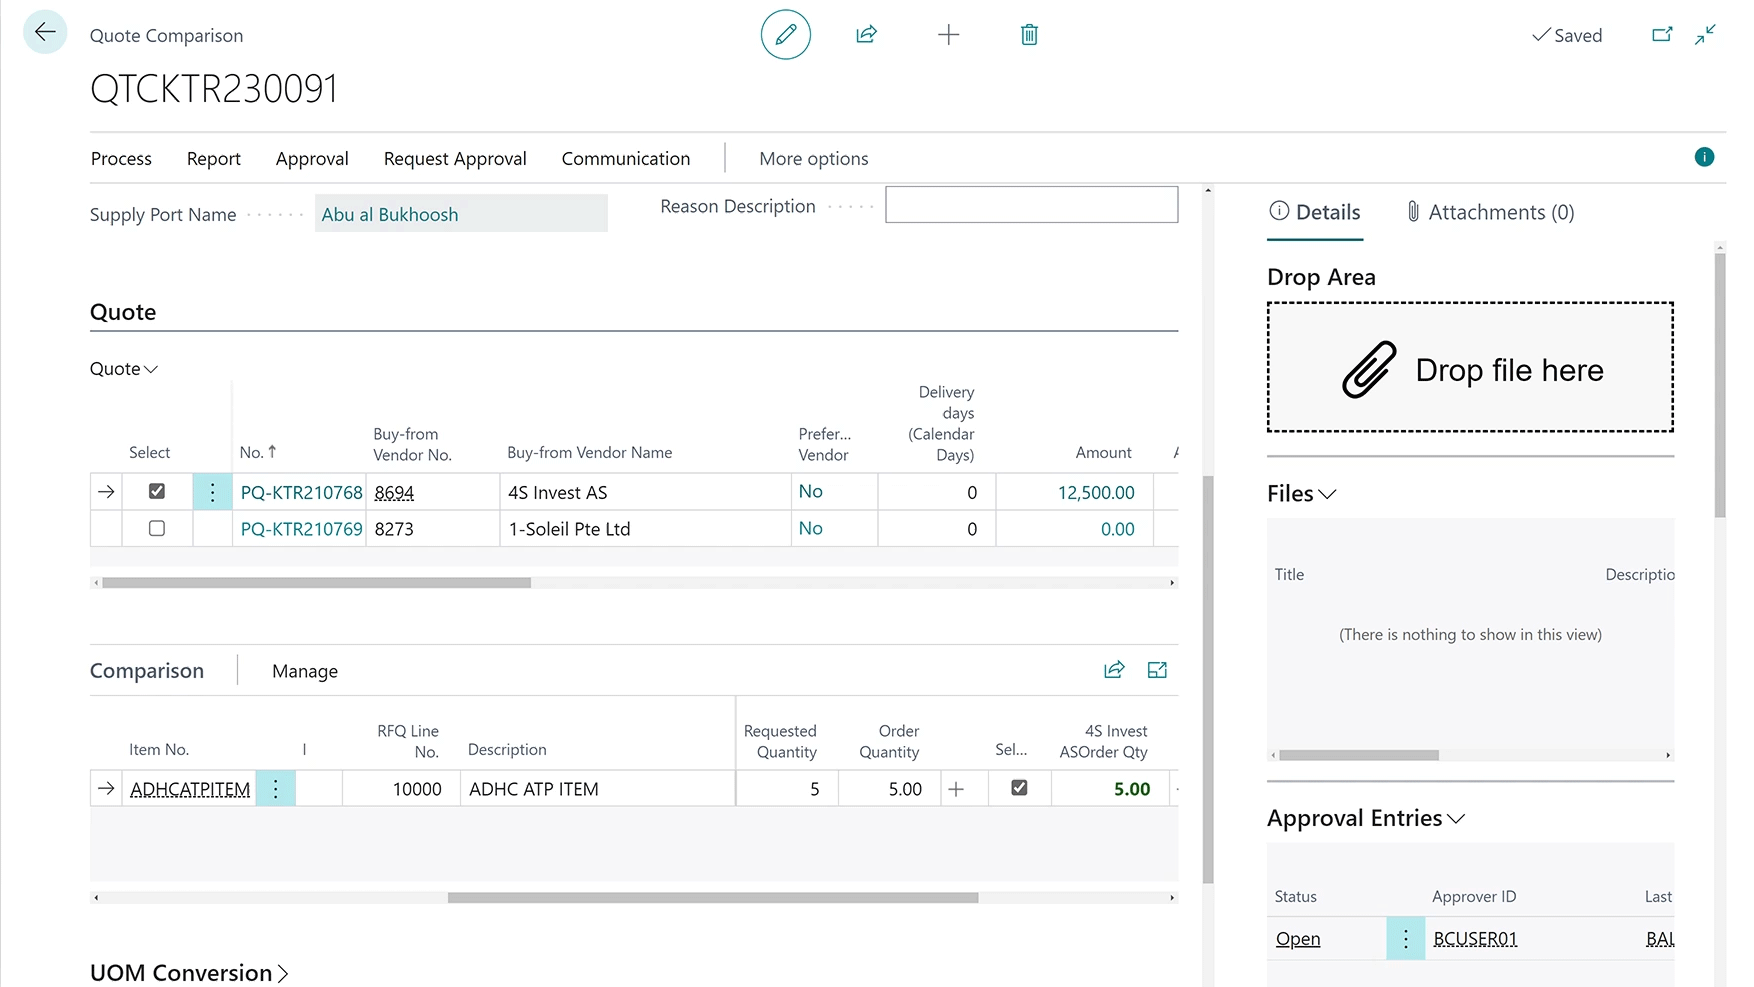 Quote Comparison
Saved
QTCKTR230091
Process Report Approval Request Approval Communication More options
Supply Port Name Abu al Bukhoosh
Reason Description
Details Attachments (0)
Drop Area
Drop file here
Quote
Quote
Select No. ↑ Buy-from Vendor No. Buy-from Vendor Name Prefer... Vendor Delivery days (Calendar Days) Amount A
PQ-KTR210768 8694 4S Invest AS No 0 12,500.00
PQ-KTR210769 8273 1-Soleil Pte Ltd No 0 0.00
Files
Title Descriptio
(There is nothing to show in this view)
Comparison Manage
Item No. RFQ Line No. Description Requested Quantity Order Quantity Sel... 4S Invest ASOrder Qty
ADHCATPITEM 10000 ADHC ATP ITEM 5 5.00 5.00
Approval Entries
Status Approver ID Last
Open BCUSER01 BAL
UOM Conversion